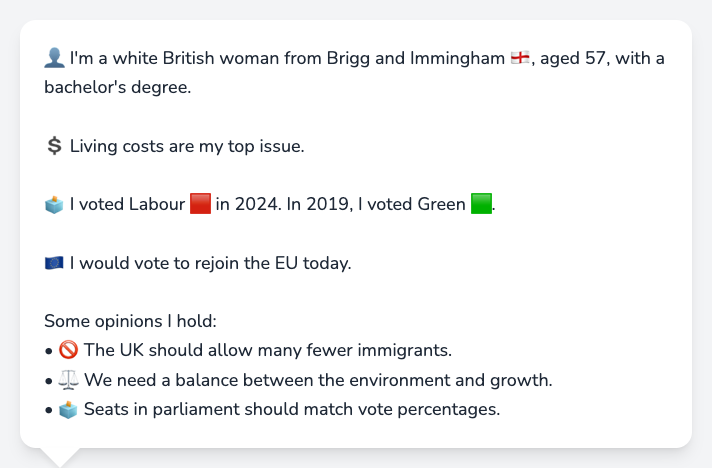 👤 I'm a white British woman from Brigg and Immingham 🏴󠁧󠁢󠁥󠁮󠁧󠁿, aged 57, with a
bachelor's degree.
💲 Living costs are my top issue.
🗳️ I voted Labour 🟥 in 2024. In 2019, I voted Green 🟩.
🇪🇺 I would vote to rejoin the EU today.
Some opinions I hold:
• 🚫 The UK should allow many fewer immigrants.
• ⚖️ We need a balance between the environment and growth.
• 🗳️ Seats in parliament should match vote percentages.